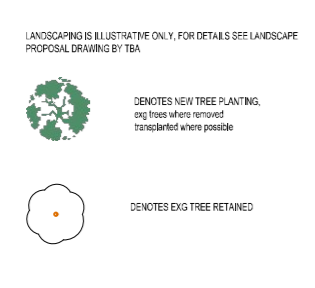 LANDSCAPING IS ILLUSTRATIVE ONLY, FOR DETAILS SEE LANDSCAPE
PROPOSAL DRAWING BY TBA
DENOTES NEW TREE PLANTING,
exg trees where removed
transplanted where possible
DENOTES EXG TREE RETAINED